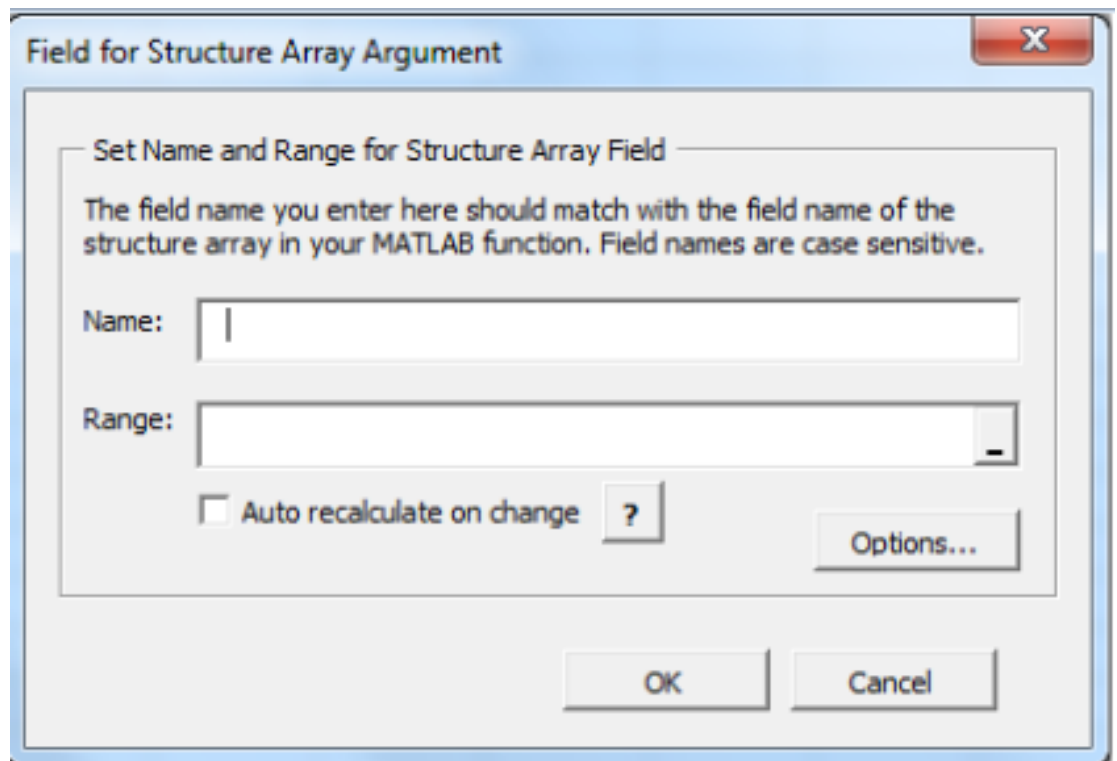 Field for Structure Array Argument
X
Set Name and Range for Structure Array Field
The field name you enter here should match with the field name of the
structure array in your MATLAB function. Field names are case sensitive.
Name:
Range:
_
Auto recalculate on change ?
Options...
OK Cancel